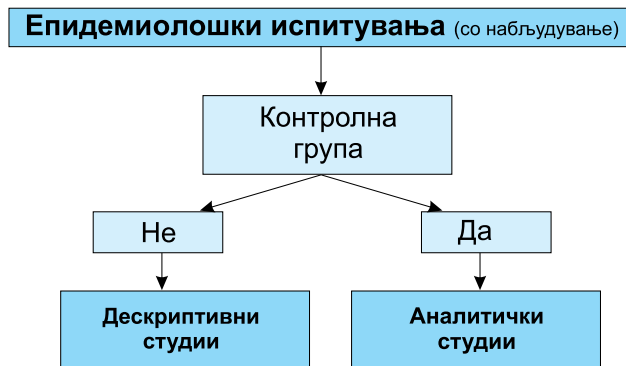 Епидемиолошки испитувања (со набљудување)
Контролна
група
Не
Да
Дескриптивни
студии
Аналитички
студии